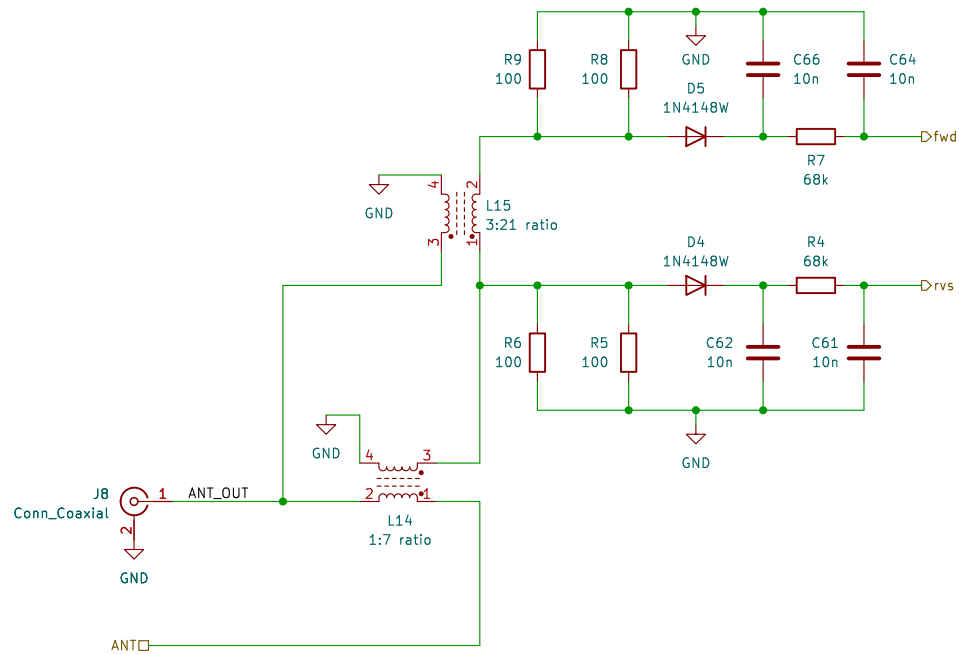 R9
100
R8
100
GND
C66
10n
C64
10n
D5
1N4148W
fwd
R7
68k
4
2
GND
L15
3:21 ratio
3
1
D4
1N4148W
R4
68k
rvs
R6
100
R5
100
C62
10n
C61
10n
GND
4
3
GND
J8
Conn_Coaxial
1
ANT_OUT
2
1
L14
1:7 ratio
2
GND
ANT